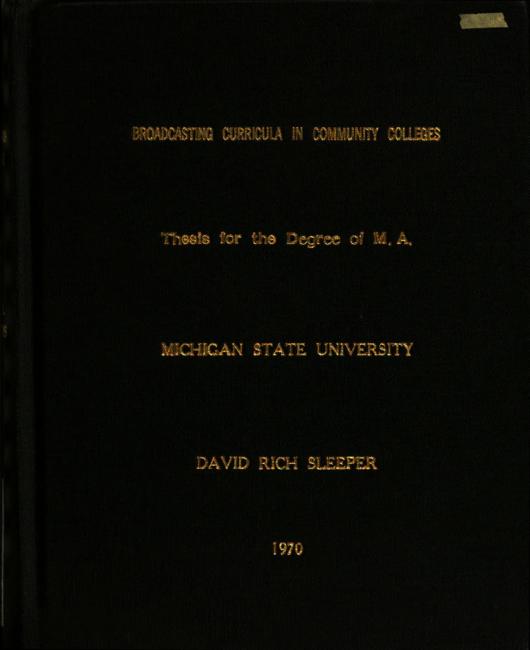 BROADCASTING CURRICULA IN COMMUNITY COLLEGES
Thesis for the Degree of M. A.
MICHIGAN STATE UNIVERSITY
DAVID RICH SLEEPER
1970